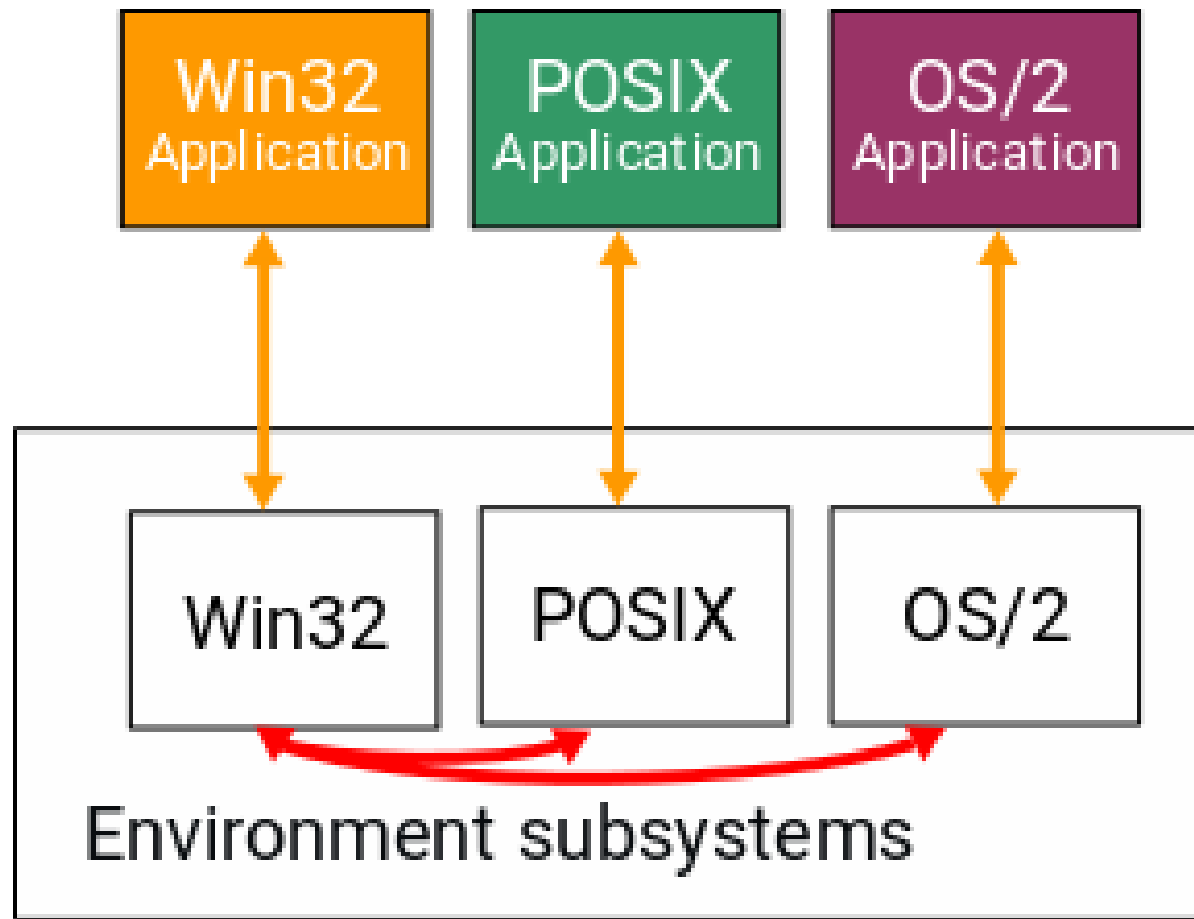 Win32
Application
POSIX
Application
OS/2
Application
Win32
POSIX
OS/2
Environment subsystems